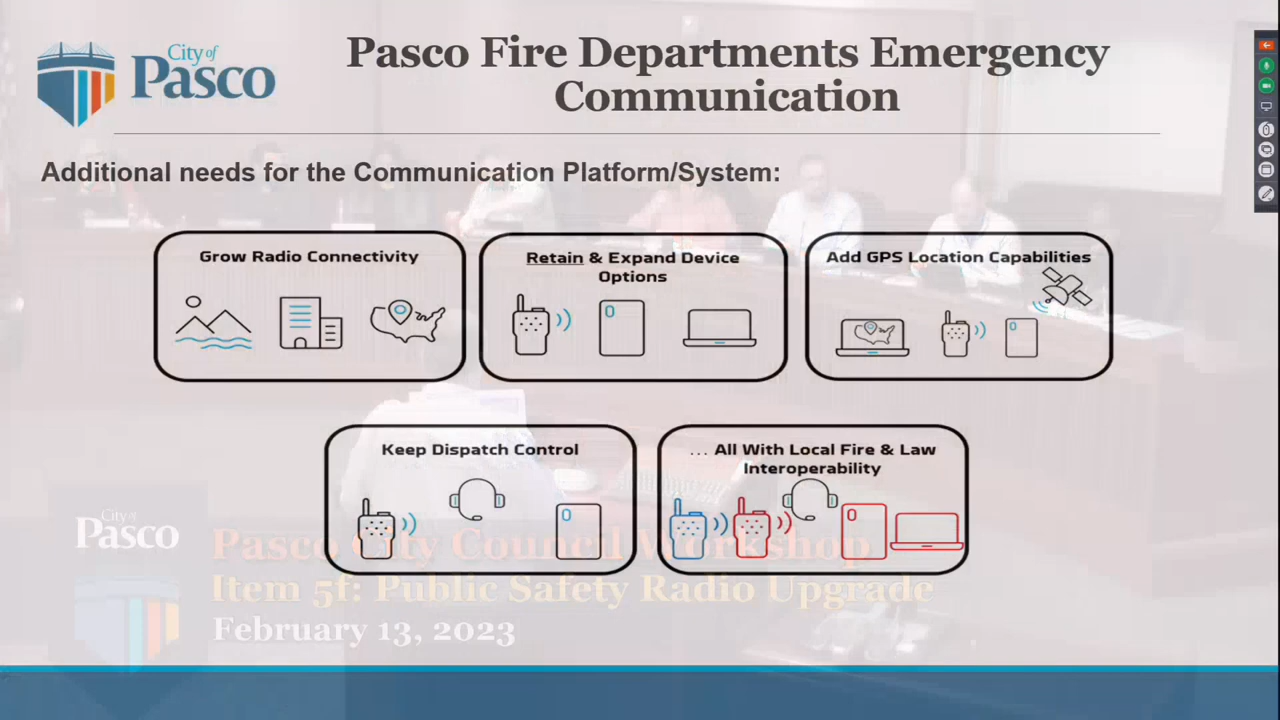 City of
Pasco
Pasco Fire Departments Emergency
Communication
Additional needs for the Communication Platform/System:
Grow Radio Connectivity
Retain & Expand Device
Options
Add GPS Location Capabilities
Keep Dispatch Control
... All With Local Fire & Law
Interoperability
City of
Pasco
Pasco City Council Workshop
Item 5f: Public Safety Radio Upgrade
February 13, 2023